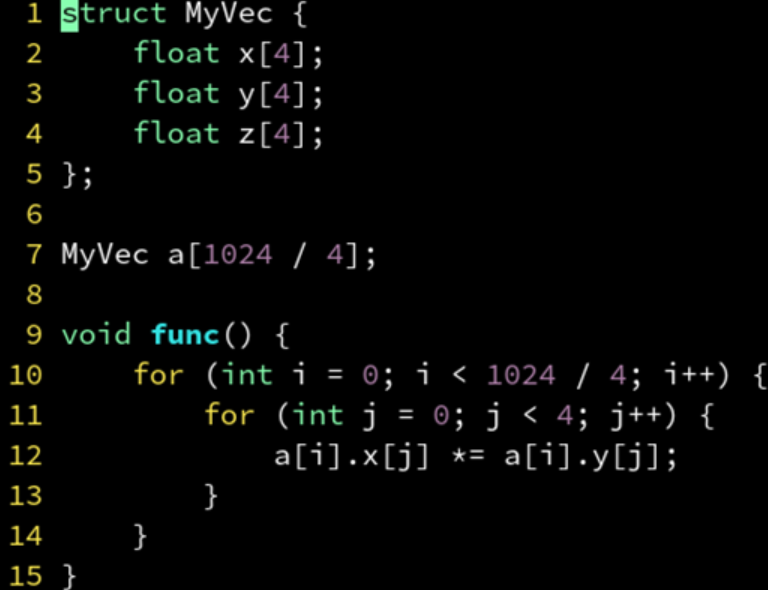 1 struct MyVec {
2     float x[4];
3     float y[4];
4     float z[4];
5 };
6
7 MyVec a[1024 / 4];
8
9 void func() {
10     for (int i = 0; i < 1024 / 4; i++) {
11         for (int j = 0; j < 4; j++) {
12             a[i].x[j] *= a[i].y[j];
13         }
14     }
15 }